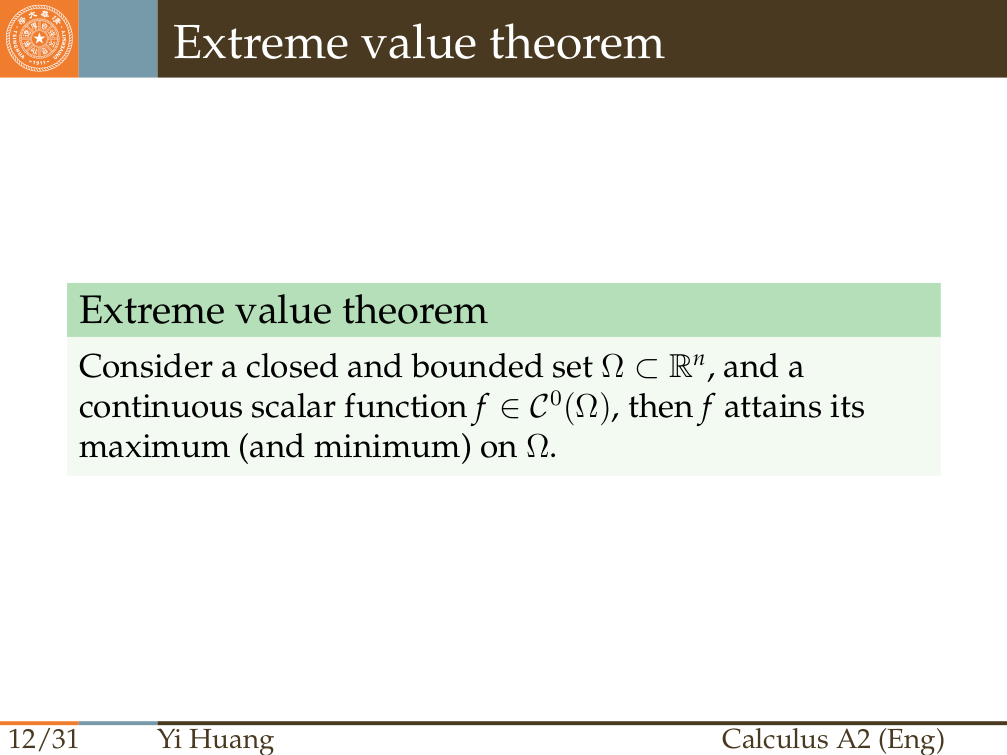 Extreme value theorem
Extreme value theorem
Consider a closed and bounded set Ω ⊂ ℝⁿ, and a
continuous scalar function f ∈ 𝒞⁰(Ω), then f attains its
maximum (and minimum) on Ω.
12/31 Yi Huang Calculus A2 (Eng)